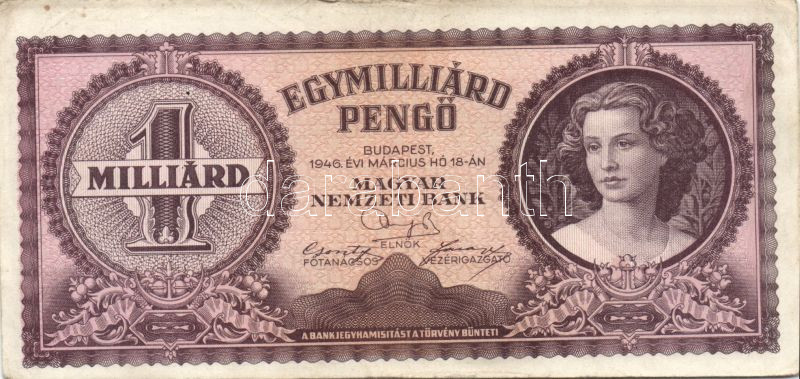 EGYMILLIÁRD
PENGŐ
1
MILLIÁRD
BUDAPEST,
1946. ÉVI MÁRCIUS HÓ 18-ÁN
MAGYAR
NEMZETI BANK
darabanth
ELNÖK
FŐTANÁCSOS
VEZÉRIGAZGATÓ
A BANKJEGYHAMISITÁST A TÖRVÉNY BÜNTETI